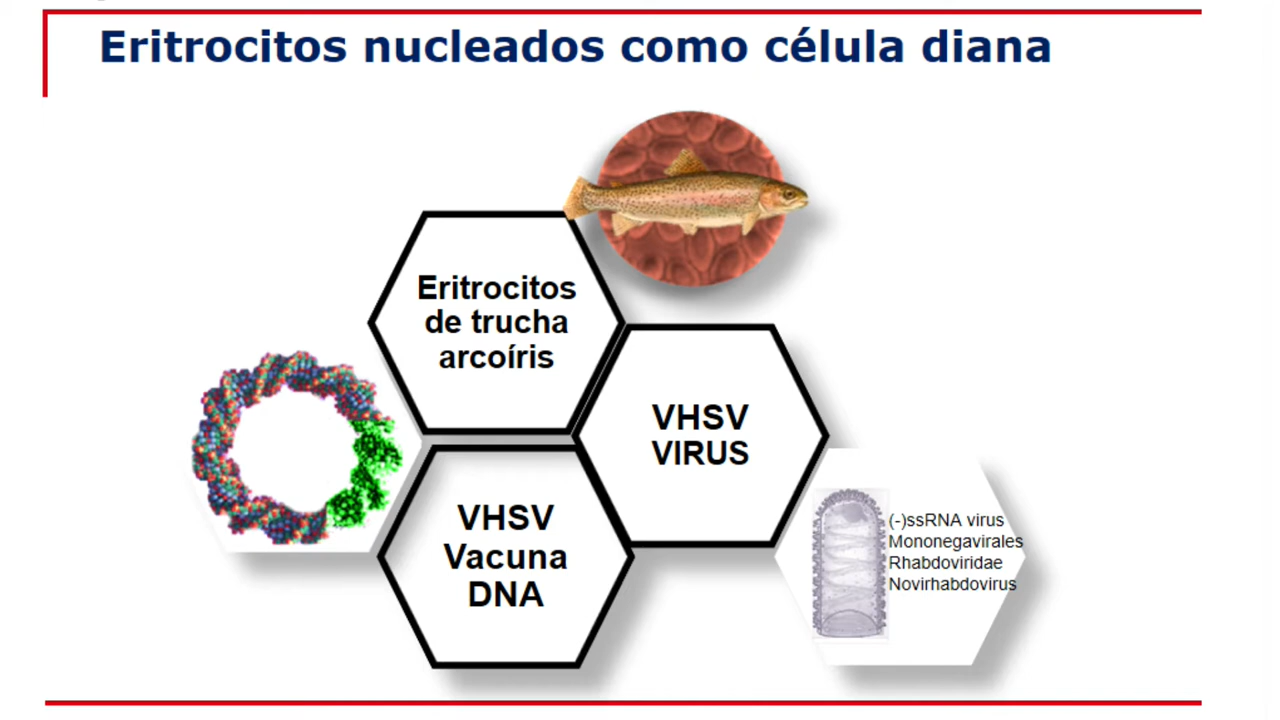 Eritrocitos nucleados como célula diana
Eritrocitos
de trucha
arcoíris
VHSV
VIRUS
VHSV
Vacuna
DNA
(-)ssRNA virus
Mononegavirales
Rhabdoviridae
Novirhabdovirus